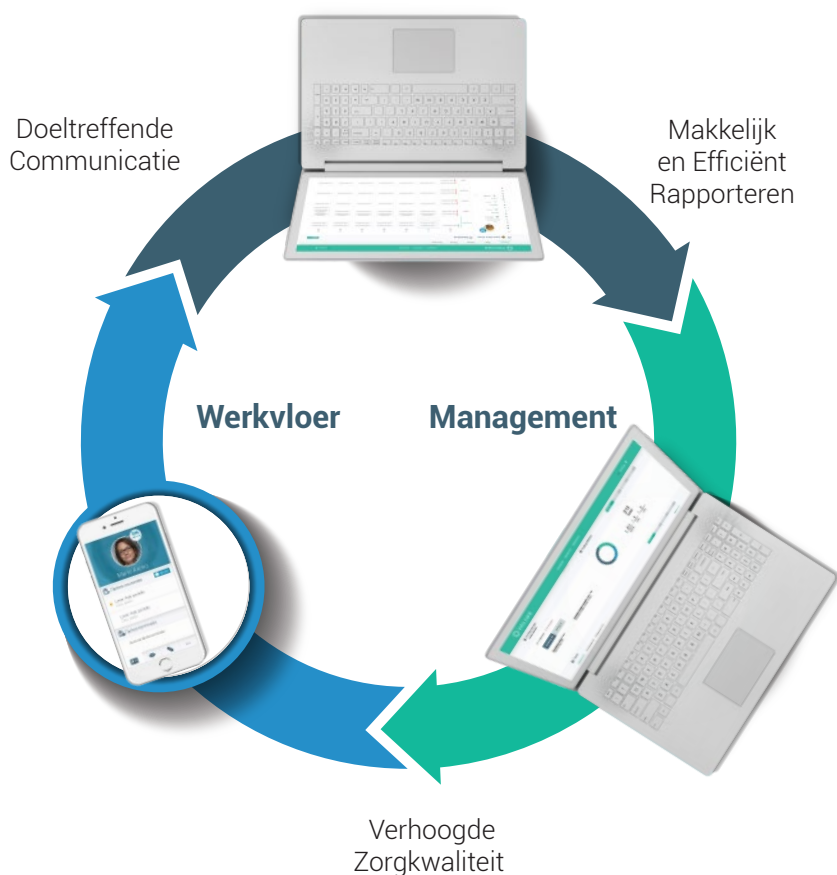 Doeltreffende
Communicatie
Makkelijk
en Efficiënt
Rapporteren
Werkvloer
Management
Verhoogde
Zorgkwaliteit